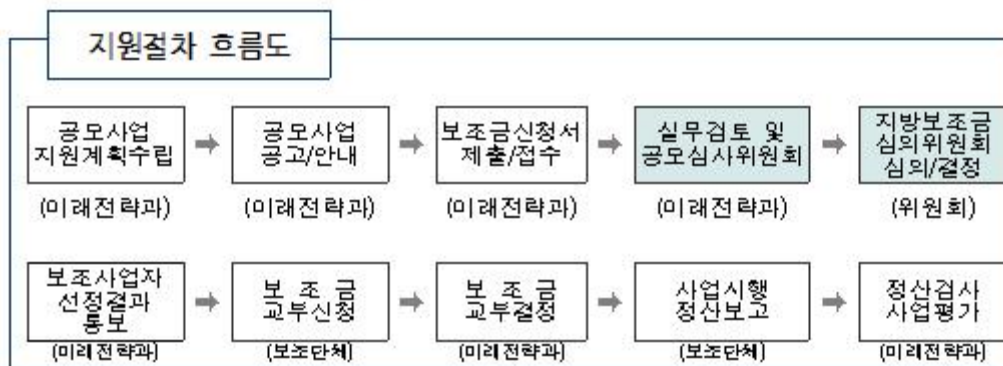 지원절차 흐름도
공모사업
지원계획수립
(미래전략과)
공모사업
공고/안내
(미래전략과)
보조금신청서
제출/접수
(미래전략과)
실무검토 및
공모심사위원회
(미래전략과)
지방보조금
심의위원회
심의/결정
(위원회)
보조사업자
선정결과
통보
(미래전략과)
보 조 금
교부신청
(보조단체)
보 조 금
교부결정
(미래전략과)
사업시행
정산보고
(보조단체)
정산검사
사업평가
(미래전략과)